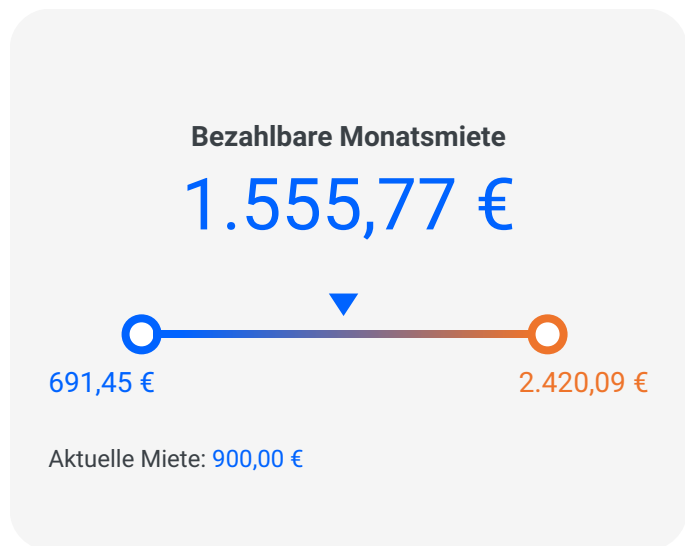 Bezahlbare Monatsmiete
1.555,77 €
691,45 €
2.420,09 €
Aktuelle Miete: 900,00 €